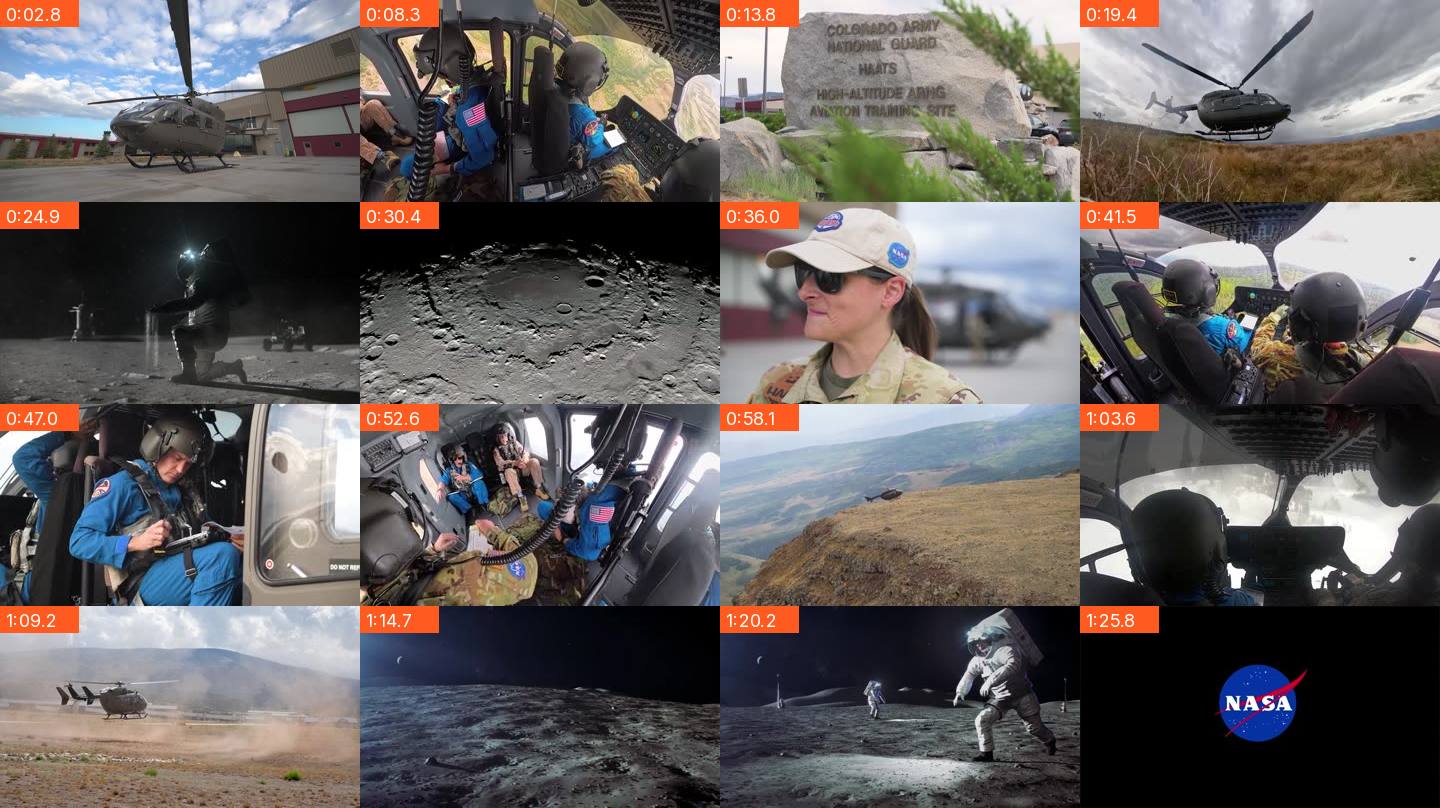 0:02.8
0:08.3
0:13.8
COLORADO ARMY
NATIONAL GUARD
HAATS
HIGH-ALTITUDE ARNG
AVIATION TRAINING SITE
0:19.4
0:24.9
0:30.4
0:36.0
NASA
0:41.5
0:47.0
DO NOT REP
0:52.6
0:58.1
1:03.6
1:09.2
1:14.7
1:20.2
1:25.8
NASA